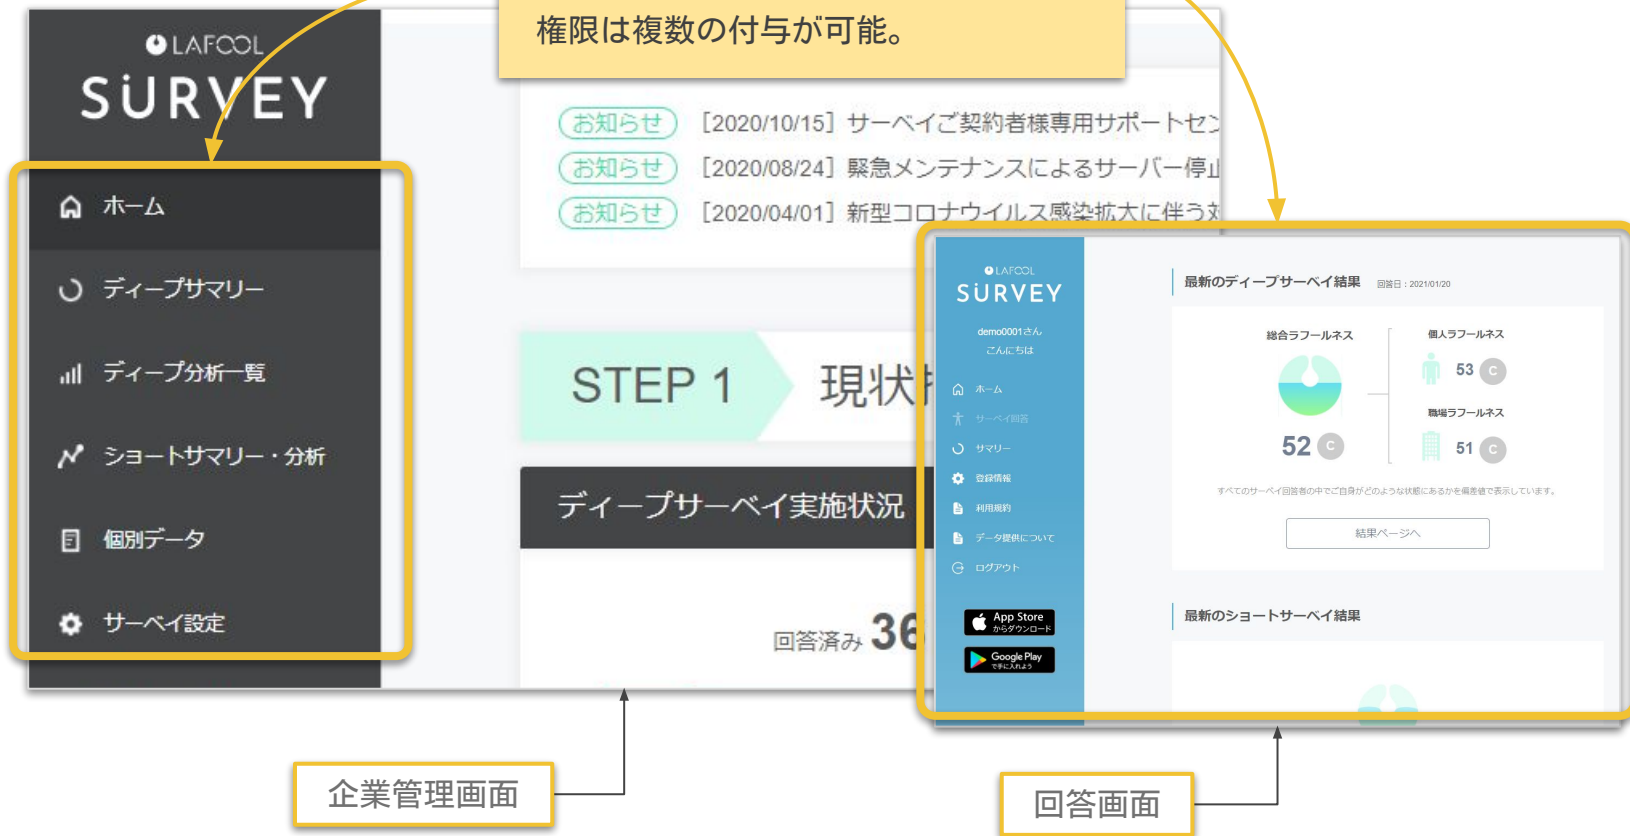 権限は複数の付与が可能。
LAFOOL
SURVEY
ホーム
ディープサマリー
ディープ分析一覧
ショートサマリー・分析
個別データ
サーベイ設定
お知らせ [2020/10/15] サーベイご契約者様専用サポートセン
お知らせ [2020/08/24] 緊急メンテナンスによるサーバー停止
お知らせ [2020/04/01] 新型コロナウイルス感染拡大に伴う対
STEP 1 現状
ディープサーベイ実施状況
回答済み 36
LAFOOL
SURVEY
demo0001さん
こんにちは
ホーム
サーベイ回答
サマリー
登録情報
利用規約
データ提供について
ログアウト
App Store
からダウンロード
Google Play
で手に入れよう
最新のディープサーベイ結果 回答日：2021/01/20
総合ラフールネス
52 C
個人ラフールネス
53 C
職場ラフールネス
51 C
すべてのサーベイ回答者の中でご自身がどのような状態にあるかを偏差値で表示しています。
結果ページへ
最新のショートサーベイ結果
企業管理画面
回答画面